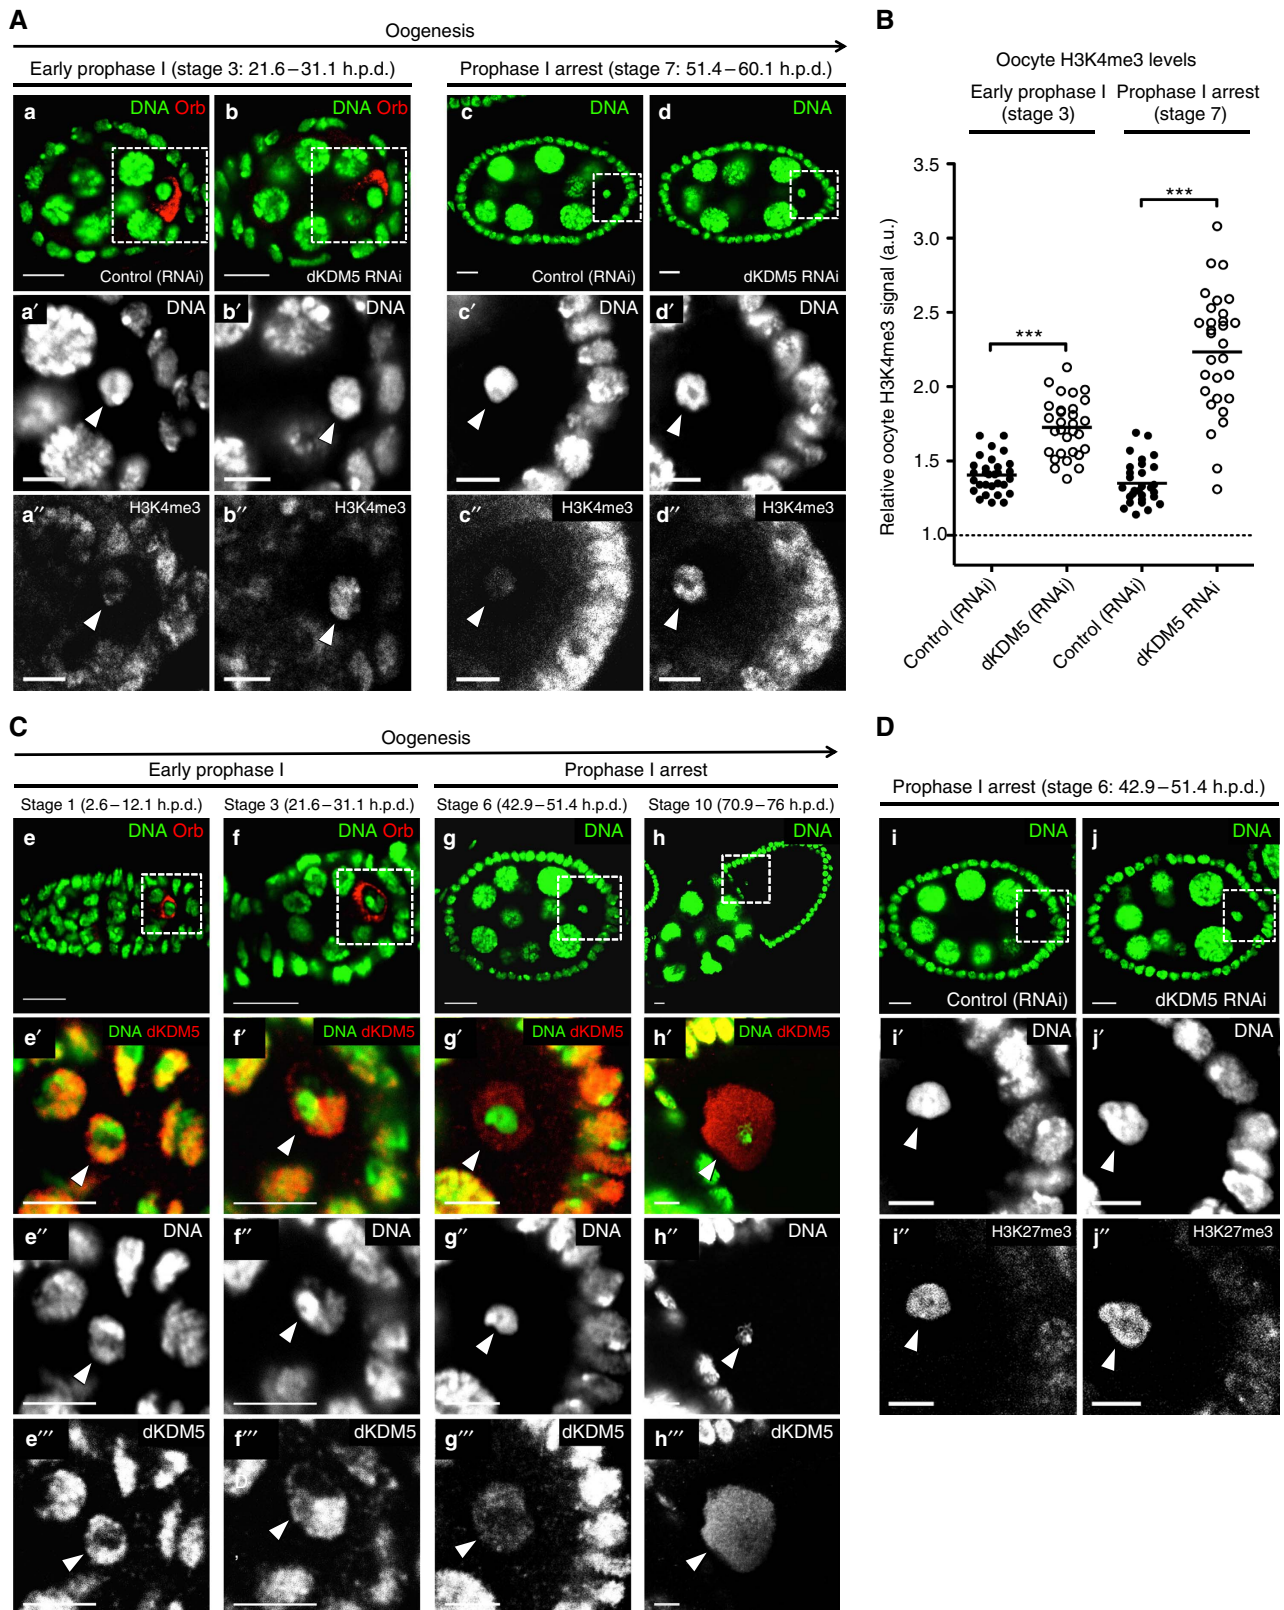 A
Oogenesis
Early prophase I (stage 3: 21.6–31.1 h.p.d.)
Prophase I arrest (stage 7: 51.4–60.1 h.p.d.)
a
DNA Orb
Control (RNAi)
b
DNA Orb
dKDM5 RNAi
c
DNA
Control (RNAi)
d
DNA
dKDM5 RNAi
a′
DNA
b′
DNA
c′
DNA
d′
DNA
a″
H3K4me3
b″
H3K4me3
c″
H3K4me3
d″
H3K4me3
B
Oocyte H3K4me3 levels
Early prophase I
(stage 3)
Prophase I arrest
(stage 7)
Relative oocyte H3K4me3 signal (a.u.)
3.5
3.0
2.5
2.0
1.5
1.0
***
***
Control (RNAi)
dKDM5 (RNAi)
Control (RNAi)
dKDM5 RNAi
C
Oogenesis
Early prophase I
Prophase I arrest
Stage 1 (2.6–12.1 h.p.d.)
Stage 3 (21.6–31.1 h.p.d.)
Stage 6 (42.9–51.4 h.p.d.)
Stage 10 (70.9–76 h.p.d.)
e
DNA Orb
f
DNA Orb
g
DNA
h
DNA
e′
DNA dKDM5
f′
DNA dKDM5
g′
DNA dKDM5
h′
DNA dKDM5
e″
DNA
f″
DNA
g″
DNA
h″
DNA
e‴
dKDM5
f‴
dKDM5
g‴
dKDM5
h‴
dKDM5
D
Prophase I arrest (stage 6: 42.9–51.4 h.p.d.)
i
DNA
Control (RNAi)
j
DNA
dKDM5 RNAi
i′
DNA
j′
DNA
i″
H3K27me3
j″
H3K27me3